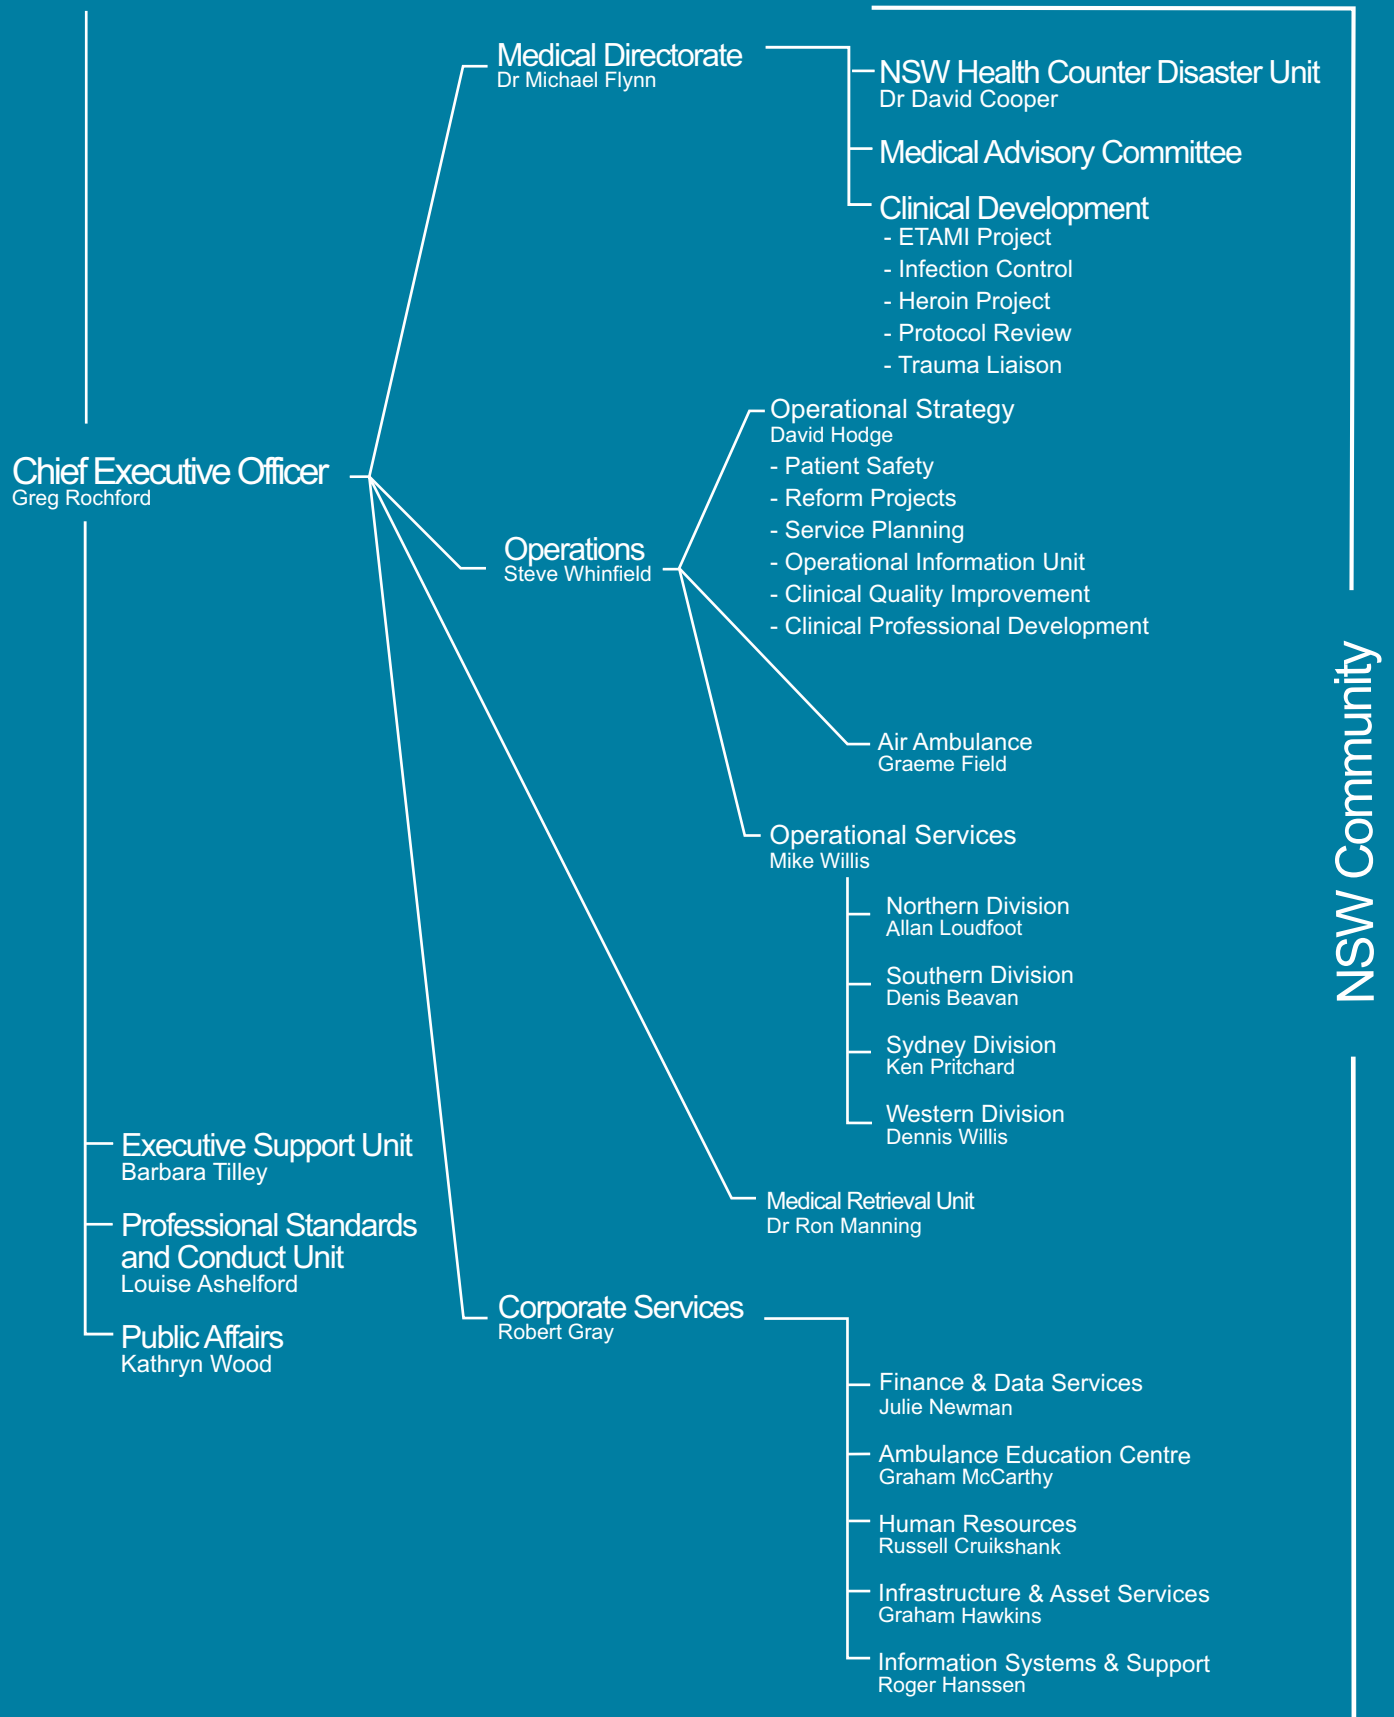 Medical Directorate
Dr Michael Flynn
NSW Health Counter Disaster Unit
Dr David Cooper
Medical Advisory Committee
Clinical Development
- ETAMI Project
- Infection Control
- Heroin Project
- Protocol Review
- Trauma Liaison
Chief Executive Officer
Greg Rochford
Operations
Steve Whinfield
Operational Strategy
David Hodge
- Patient Safety
- Reform Projects
- Service Planning
- Operational Information Unit
- Clinical Quality Improvement
- Clinical Professional Development
Air Ambulance
Graeme Field
Operational Services
Mike Willis
Northern Division
Allan Loudfoot
Southern Division
Denis Beavan
Sydney Division
Ken Pritchard
Western Division
Dennis Willis
Executive Support Unit
Barbara Tilley
Professional Standards
and Conduct Unit
Louise Ashelford
Public Affairs
Kathryn Wood
Medical Retrieval Unit
Dr Ron Manning
Corporate Services
Robert Gray
Finance & Data Services
Julie Newman
Ambulance Education Centre
Graham McCarthy
Human Resources
Russell Cruikshank
Infrastructure & Asset Services
Graham Hawkins
Information Systems & Support
Roger Hanssen
NSW Community